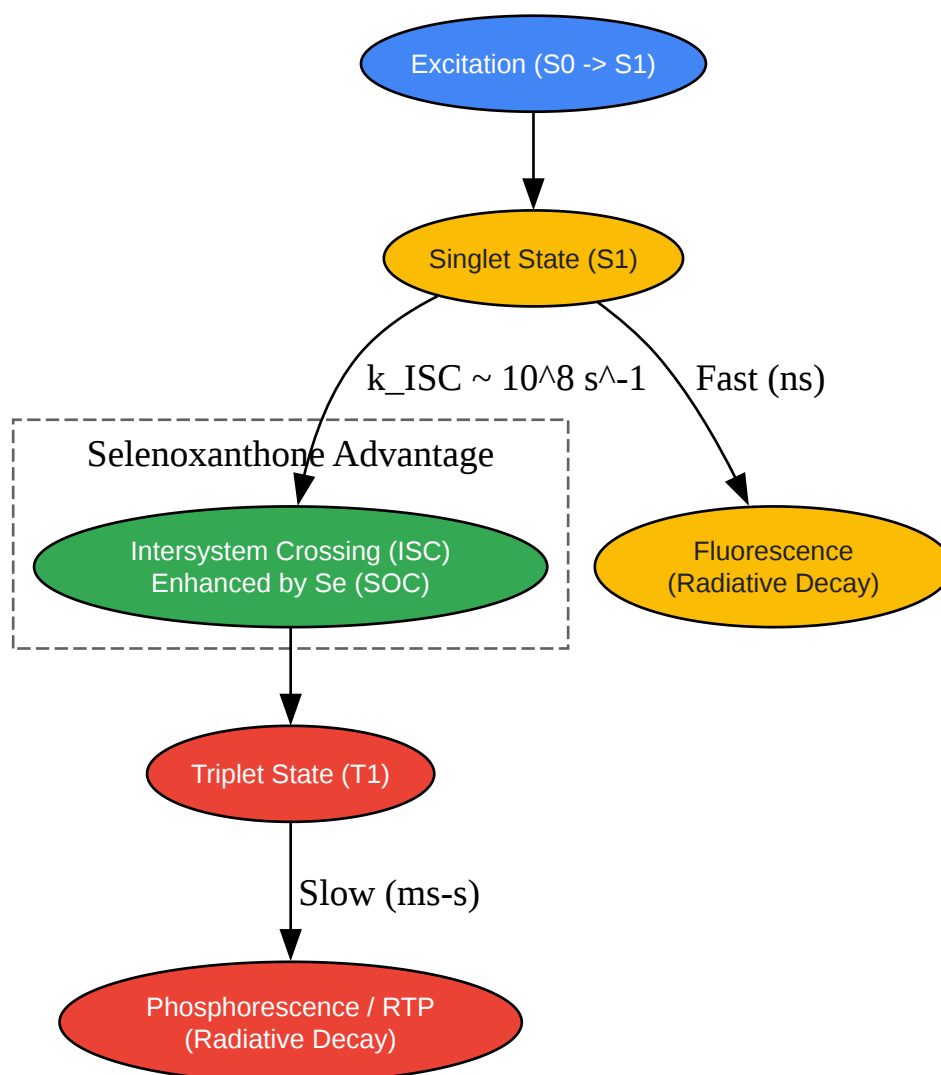 Excitation (S0 -> S1)
Singlet State (S1)
k_ISC ~ 10^8 s^-1
Fast (ns)
Selenoxanthone Advantage
Intersystem Crossing (ISC)
Enhanced by Se (SOC)
Fluorescence
(Radiative Decay)
Triplet State (T1)
Slow (ms-s)
Phosphorescence / RTP
(Radiative Decay)